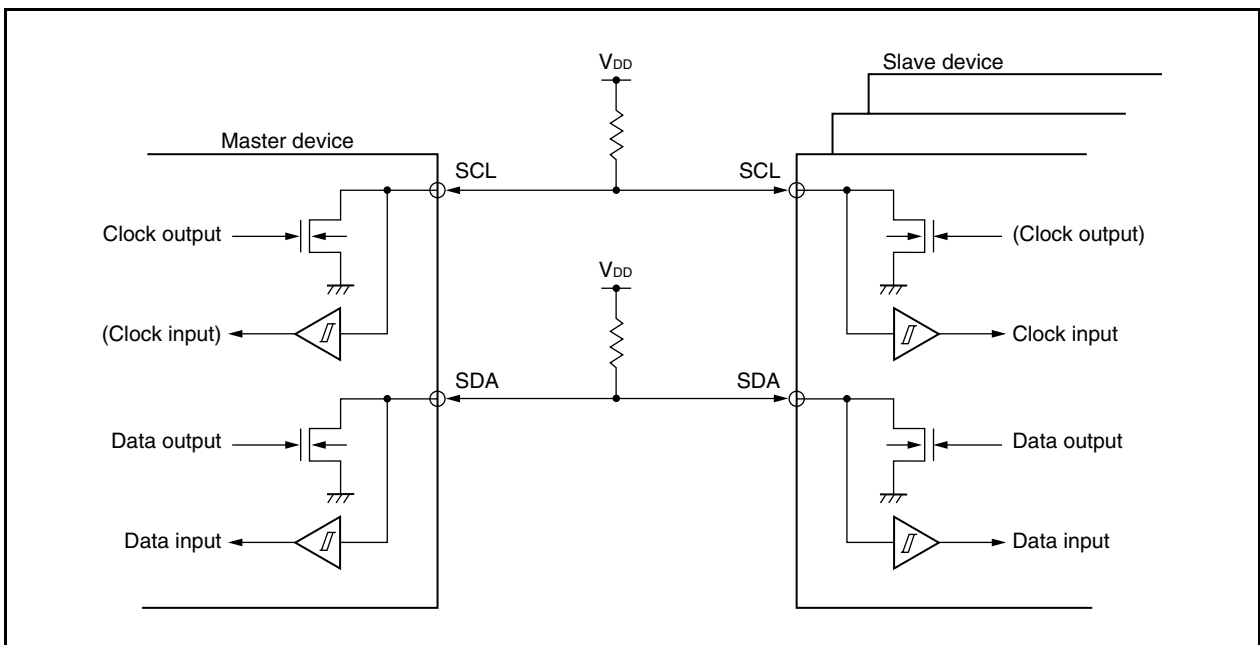 VDD
Slave device
Master device
SCL
SCL
Clock output
(Clock output)
VDD
(Clock input)
Clock input
SDA
SDA
Data output
Data output
Data input
Data input